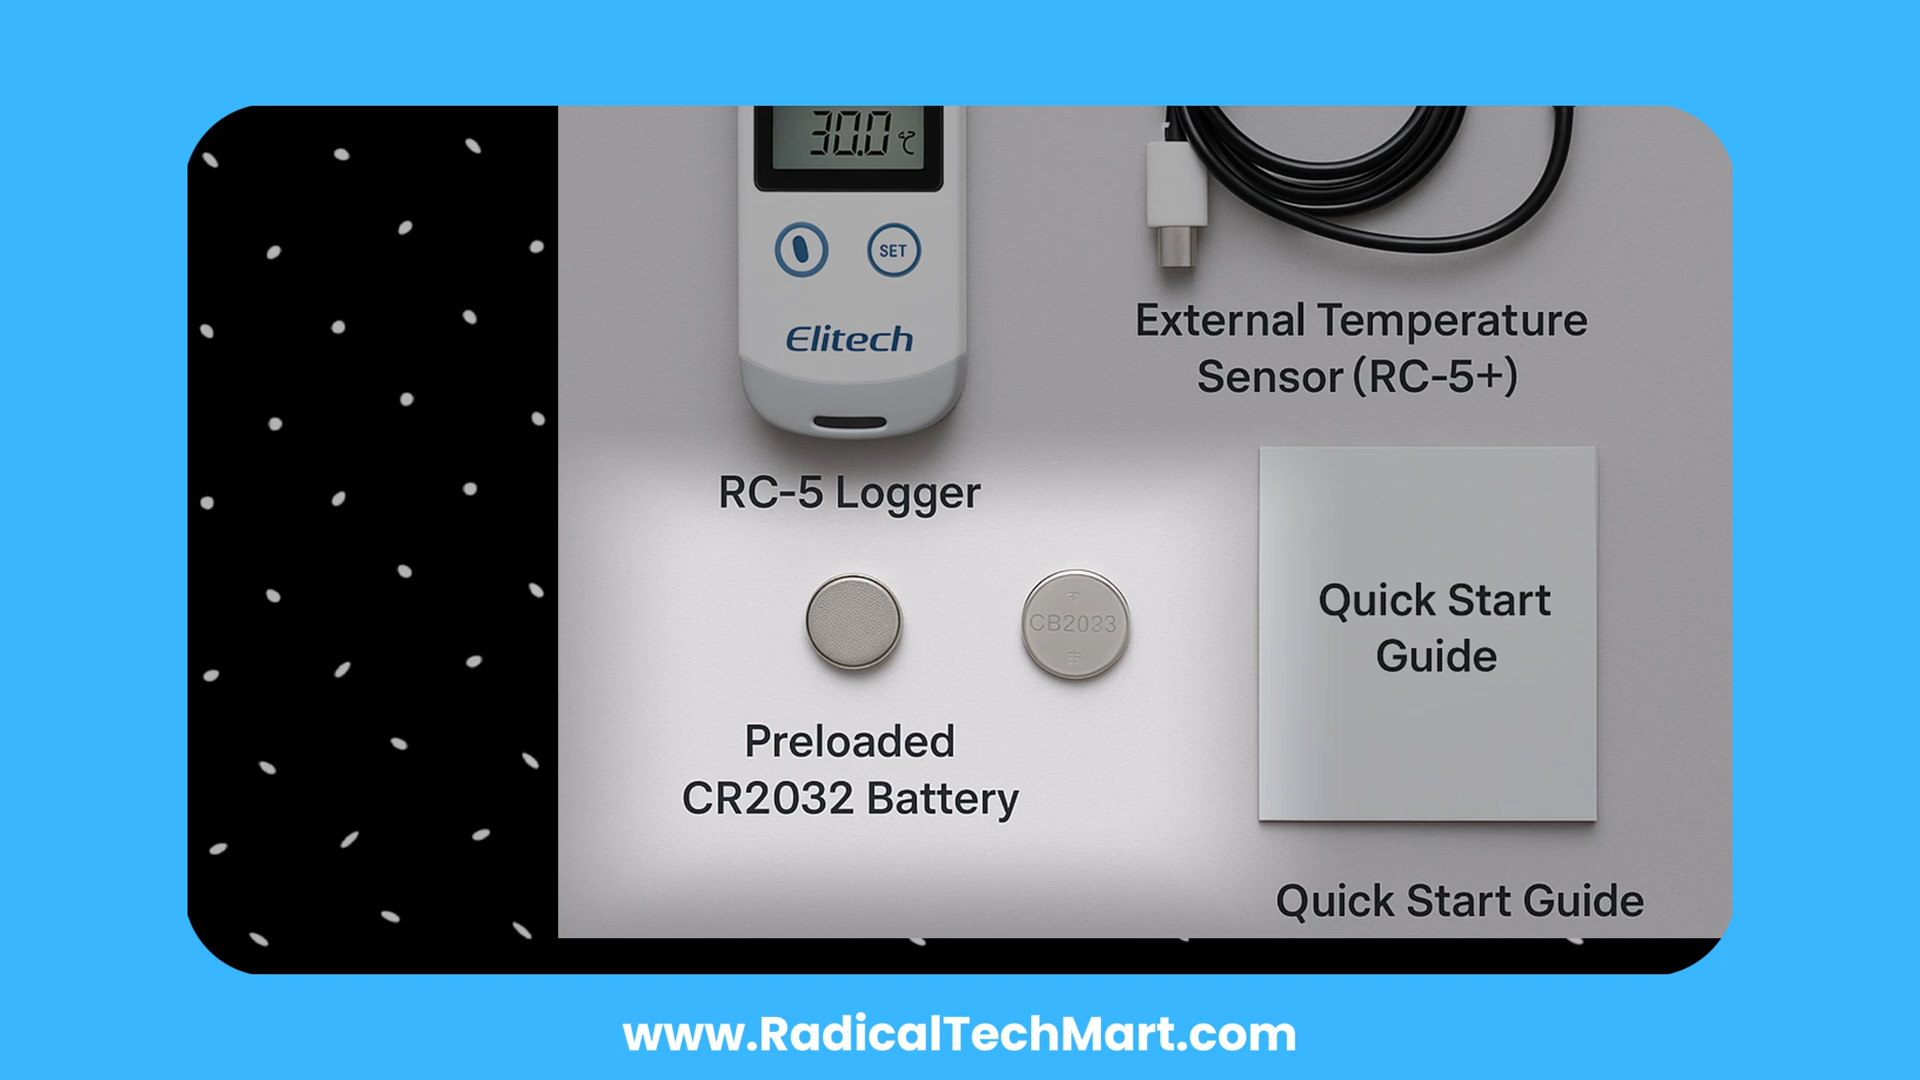 30.0 °C
SET
Elitech
External Temperature
Sensor (RC-5+)
RC-5 Logger
CB2023
Quick Start
Guide
Preloaded
CR2032 Battery
Quick Start Guide
www.RadicalTechMart.com